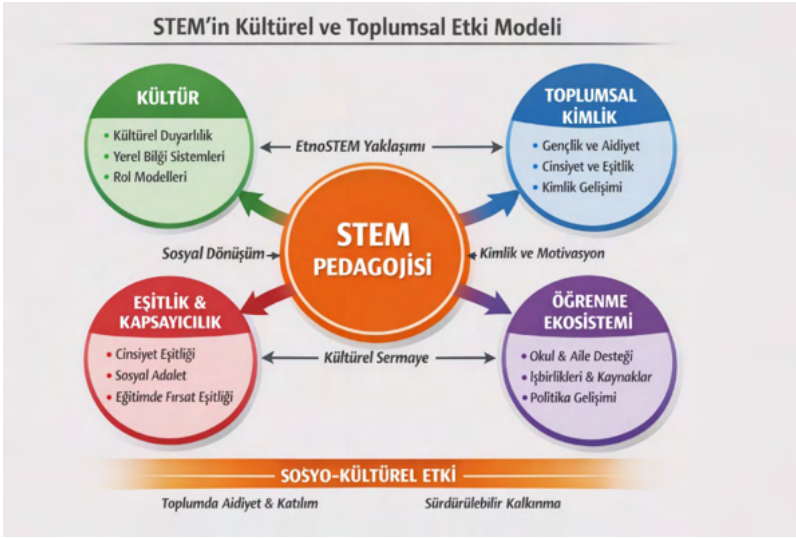 STEM'in Kültürel ve Toplumsal Etki Modeli
KÜLTÜR
• Kültürel Duyarlılık
• Yerel Bilgi Sistemleri
• Rol Modelleri
EtnoSTEM Yaklaşımı
TOPLUMSAL
KİMLİK
• Gençlik ve Aidiyet
• Cinsiyet ve Eşitlik
• Kimlik Gelişimi
Sosyal Dönüşüm
STEM
PEDAGOJİSİ
Kimlik ve Motivasyon
EŞİTLİK &
KAPSAYICILIK
• Cinsiyet Eşitliği
• Sosyal Adalet
• Eğitimde Fırsat Eşitliği
Kültürel Sermaye
ÖĞRENME
EKOSİSTEMİ
• Okul & Aile Desteği
• İşbirlikleri & Kaynaklar
• Politika Gelişimi
SOSYO-KÜLTÜREL ETKİ
Toplumda Aidiyet & Katılım
Sürdürülebilir Kalkınma